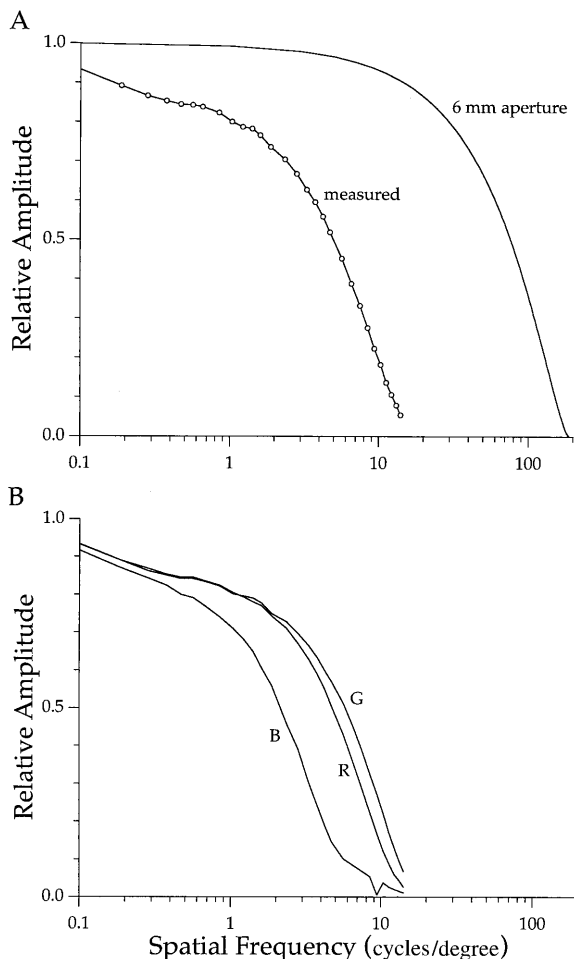 A
1.0
0.5
0.0
Relative Amplitude
6 mm aperture
measured
0.1 1 10 100
B
1.0
0.5
0.0
Relative Amplitude
G
B
R
0.1 1 10 100
Spatial Frequency (cycles/degree)